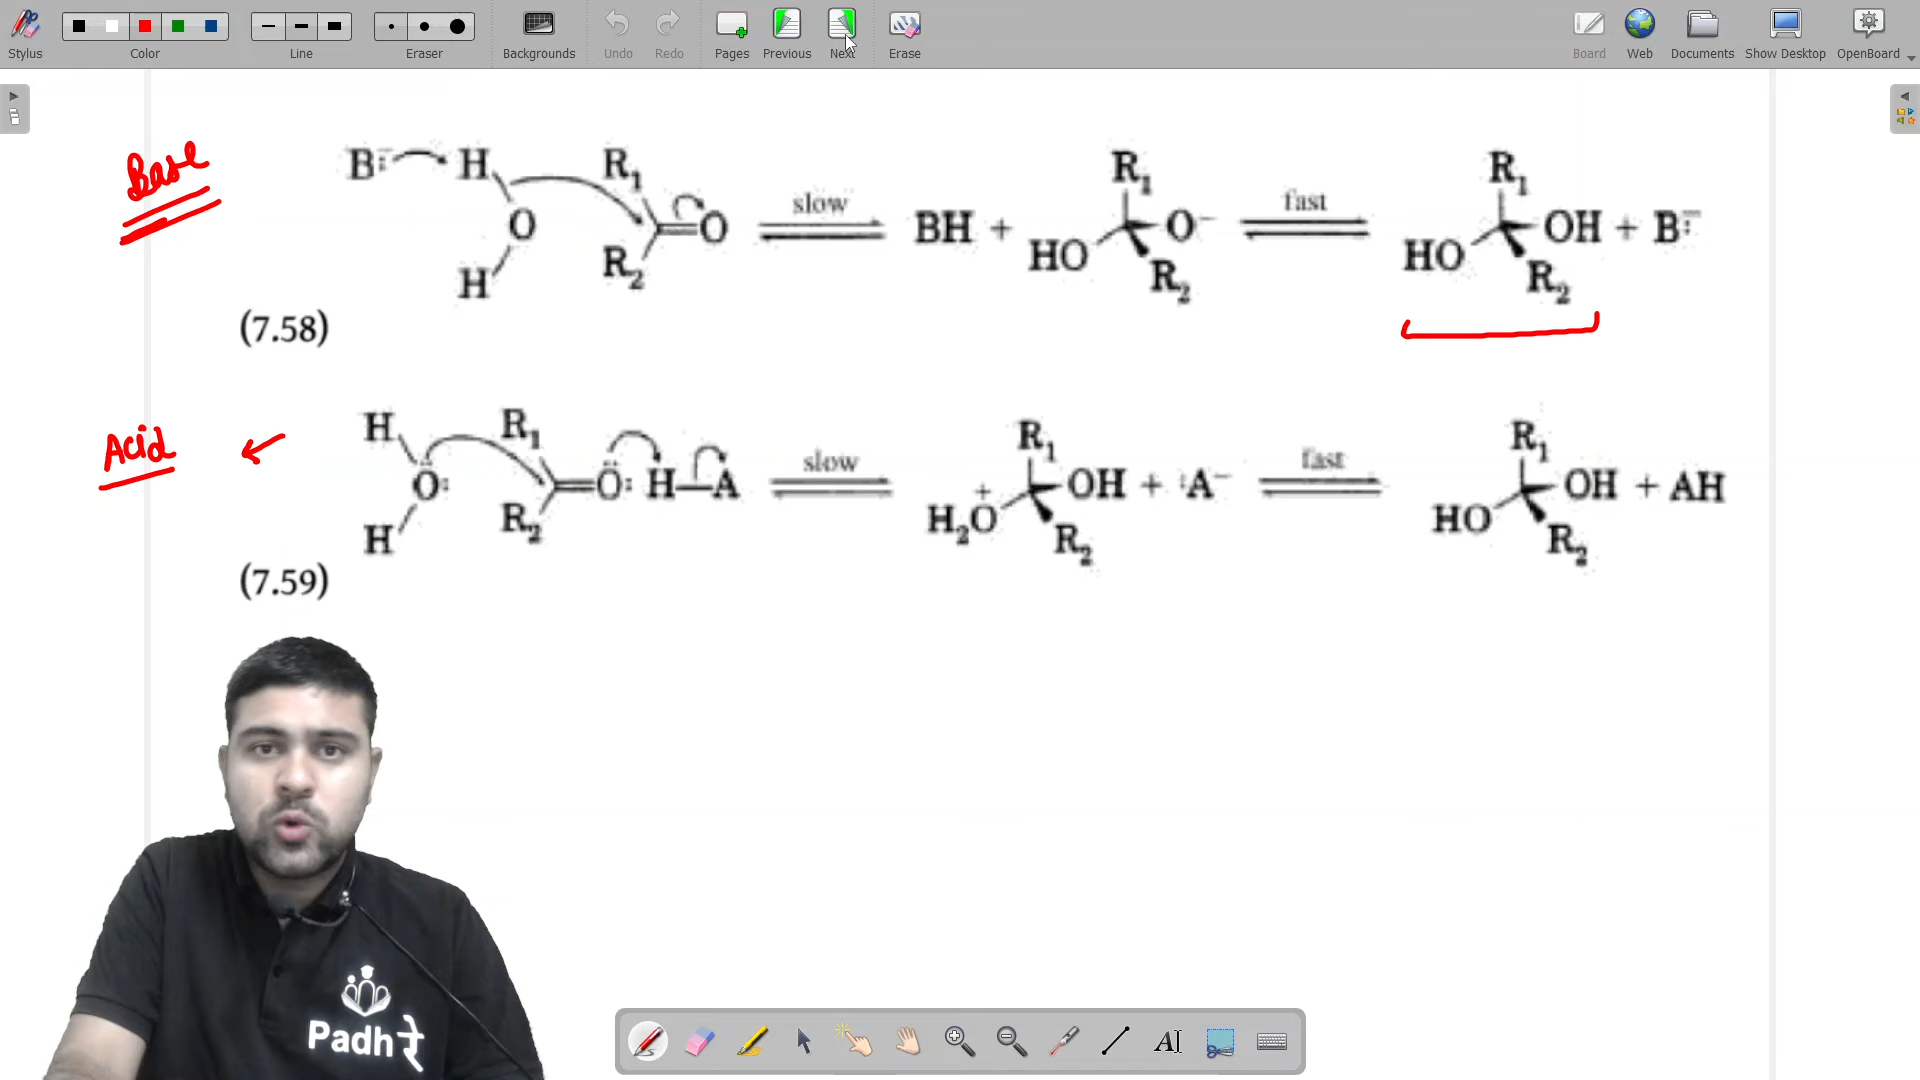 Stylus Color Line Eraser Backgrounds Undo Redo Pages Previous Next Erase Board Web Documents Show Desktop OpenBoard
Base
B:⁻ H O H R₁ R₂ O slow BH + HO R₁ O⁻ R₂ fast HO R₁ OH R₂ + B:⁻
(7.58)
Acid
H O: H R₁ R₂ O: H—A slow H₂O⁺ R₁ OH R₂ + :A⁻ fast HO R₁ OH R₂ + AH
(7.59)
Padhरे